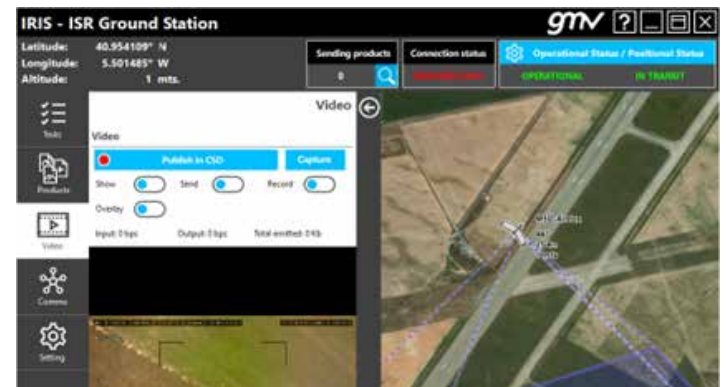 IRIS - ISR Ground Station
gmv ?
Latitude: 40.954109° N
Longitude: 5.501485° W
Altitude: 1 mts.
Sending products
0
Connection status
Operational Status / Positional Status
OPERATIONAL
IN TRANSIT
Tasks
Products
Video
Comms
Setting
Video
Video
Publish in CSD
Capture
Show
Send
Record
Overlay
Input: 0 bps
Output: 0 bps
Total emitted: 0 Kb